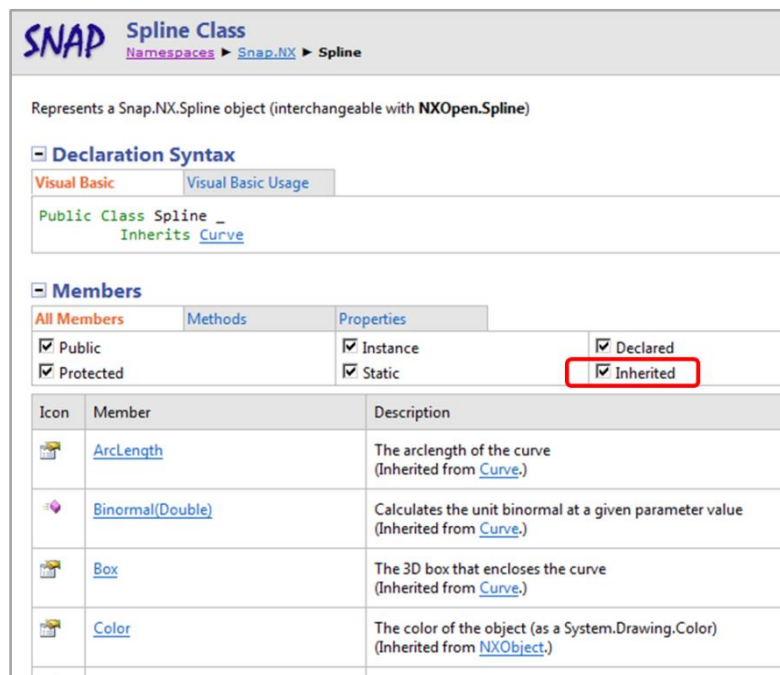 SNAP
Spline Class
Namespaces ► Snap.NX ► Spline
Represents a Snap.NX.Spline object (interchangeable with NXOpen.Spline)
Declaration Syntax
Visual Basic Visual Basic Usage
Public Class Spline _
Inherits Curve
Members
All Members Methods Properties
Public Instance Declared
Protected Static Inherited
Icon Member Description
ArcLength The arclength of the curve
(Inherited from Curve.)
Binormal(Double) Calculates the unit binormal at a given parameter value
(Inherited from Curve.)
Box The 3D box that encloses the curve
(Inherited from Curve.)
Color The color of the object (as a System.Drawing.Color)
(Inherited from NXObject.)